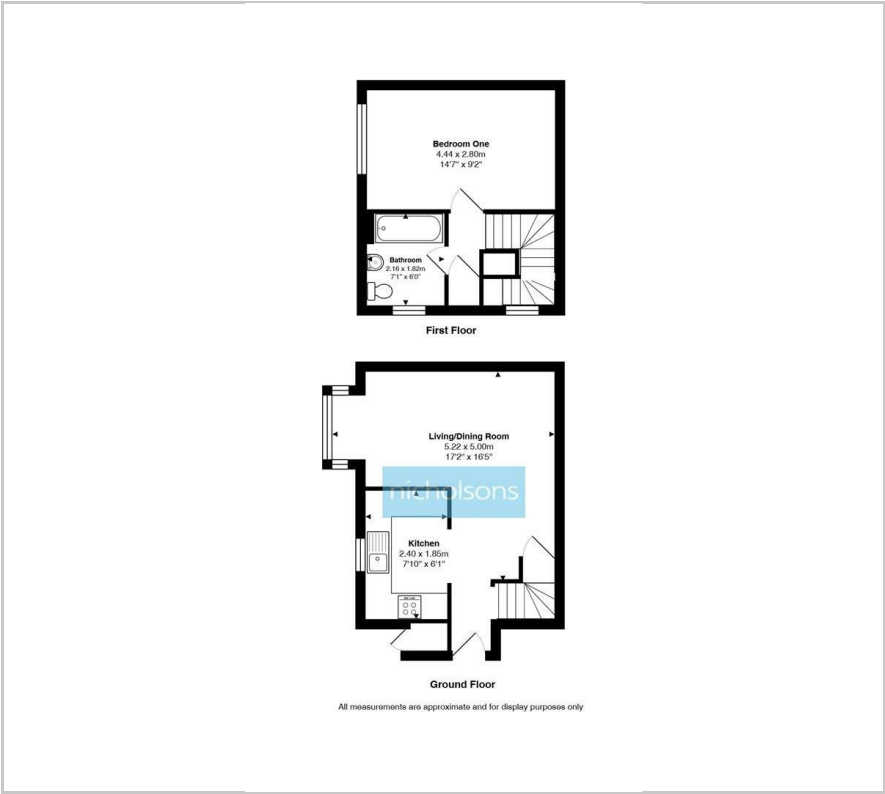 Bedroom One
4.44 x 2.80m
14'7" x 9'2"
Bathroom
2.16 x 1.82m
7'1" x 6'0"
First Floor
Living/Dining Room
5.22 x 5.00m
17'2" x 16'5"
nicholsons
Kitchen
2.40 x 1.85m
7'10" x 6'1"
Ground Floor
All measurements are approximate and for display purposes only